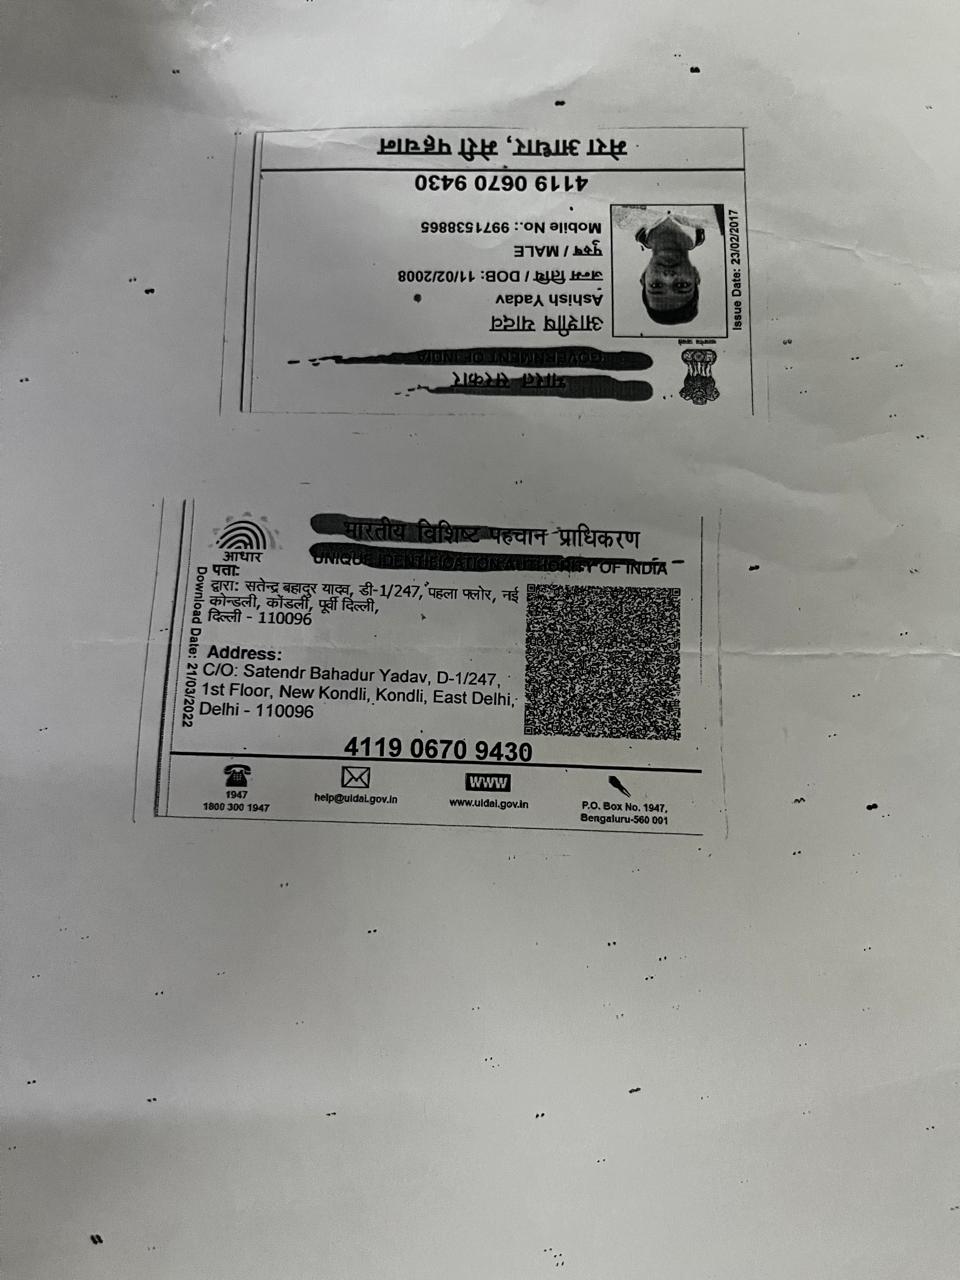 भारत सरकार
GOVERNMENT OF INDIA
आशीष यादव
Ashish Yadav
जन्म तिथि / DOB: 11/02/2008
पुरुष / MALE
Mobile No.: 9971538865
Issue Date: 23/02/2017
4119 0670 9430
मेरा आधार, मेरी पहचान
भारतीय विशिष्ट पहचान प्राधिकरण
UNIQUE IDENTIFICATION AUTHORITY OF INDIA
आधार
Download Date: 21/03/2022
पता:
द्वारा: सतेन्द्र बहादुर यादव, डी-1/247, पहला फ्लोर, नई
कोन्डली, कोंडली, पूर्वी दिल्ली,
दिल्ली - 110096
Address:
C/O: Satendr Bahadur Yadav, D-1/247,
1st Floor, New Kondli, Kondli, East Delhi,
Delhi - 110096
4119 0670 9430
1947
1800 300 1947
help@uidai.gov.in
www
www.uidai.gov.in
P.O. Box No. 1947,
Bengaluru-560 001